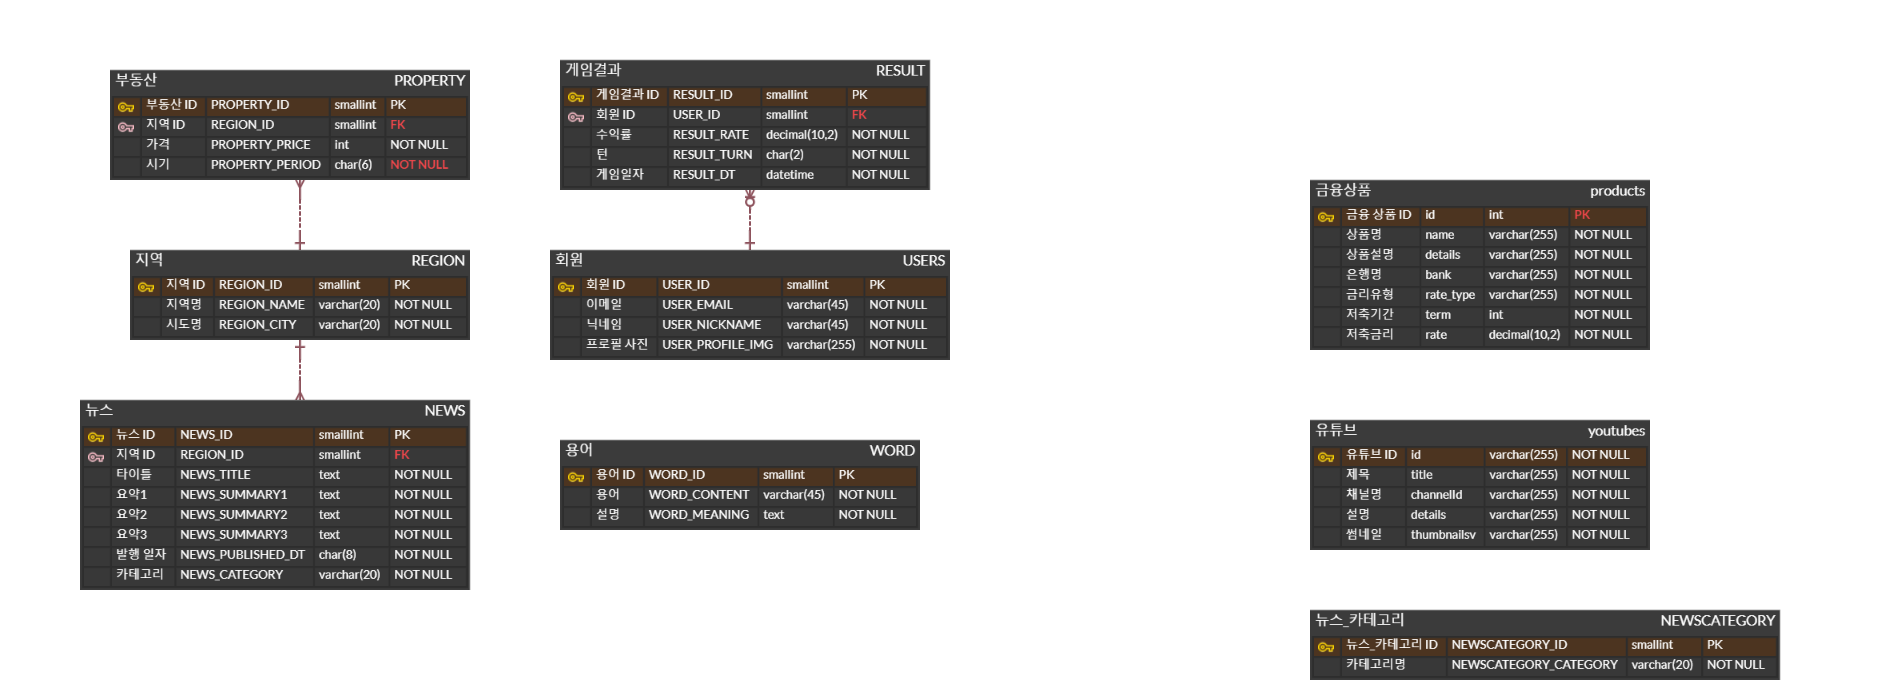 부동산 PROPERTY
부동산 ID PROPERTY_ID smallint PK
지역 ID REGION_ID smallint FK
가격 PROPERTY_PRICE int NOT NULL
시기 PROPERTY_PERIOD char(6) NOT NULL
지역 REGION
지역 ID REGION_ID smallint PK
지역명 REGION_NAME varchar(20) NOT NULL
시도명 REGION_CITY varchar(20) NOT NULL
뉴스 NEWS
뉴스 ID NEWS_ID smaillint PK
지역 ID REGION_ID smallint FK
타이틀 NEWS_TITLE text NOT NULL
요약1 NEWS_SUMMARY1 text NOT NULL
요약2 NEWS_SUMMARY2 text NOT NULL
요약3 NEWS_SUMMARY3 text NOT NULL
발행 일자 NEWS_PUBLISHED_DT char(8) NOT NULL
카테고리 NEWS_CATEGORY varchar(20) NOT NULL
게임결과 RESULT
게임결과 ID RESULT_ID smallint PK
회원 ID USER_ID smallint FK
수익률 RESULT_RATE decimal(10,2) NOT NULL
턴 RESULT_TURN char(2) NOT NULL
게임일자 RESULT_DT datetime NOT NULL
회원 USERS
회원 ID USER_ID smallint PK
이메일 USER_EMAIL varchar(45) NOT NULL
닉네임 USER_NICKNAME varchar(45) NOT NULL
프로필 사진 USER_PROFILE_IMG varchar(255) NOT NULL
용어 WORD
용어 ID WORD_ID smallint PK
용어 WORD_CONTENT varchar(45) NOT NULL
설명 WORD_MEANING text NOT NULL
금융상품 products
금융 상품 ID id int PK
상품명 name varchar(255) NOT NULL
상품설명 details varchar(255) NOT NULL
은행명 bank varchar(255) NOT NULL
금리유형 rate_type varchar(255) NOT NULL
저축기간 term int NOT NULL
저축금리 rate decimal(10,2) NOT NULL
유튜브 youtubes
유튜브 ID id varchar(255) NOT NULL
제목 title varchar(255) NOT NULL
채널명 channelId varchar(255) NOT NULL
설명 details varchar(255) NOT NULL
썸네일 thumbnailsv varchar(255) NOT NULL
뉴스_카테고리 NEWSCATEGORY
뉴스_카테고리 ID NEWSCATEGORY_ID smallint PK
카테고리명 NEWSCATEGORY_CATEGORY varchar(20) NOT NULL